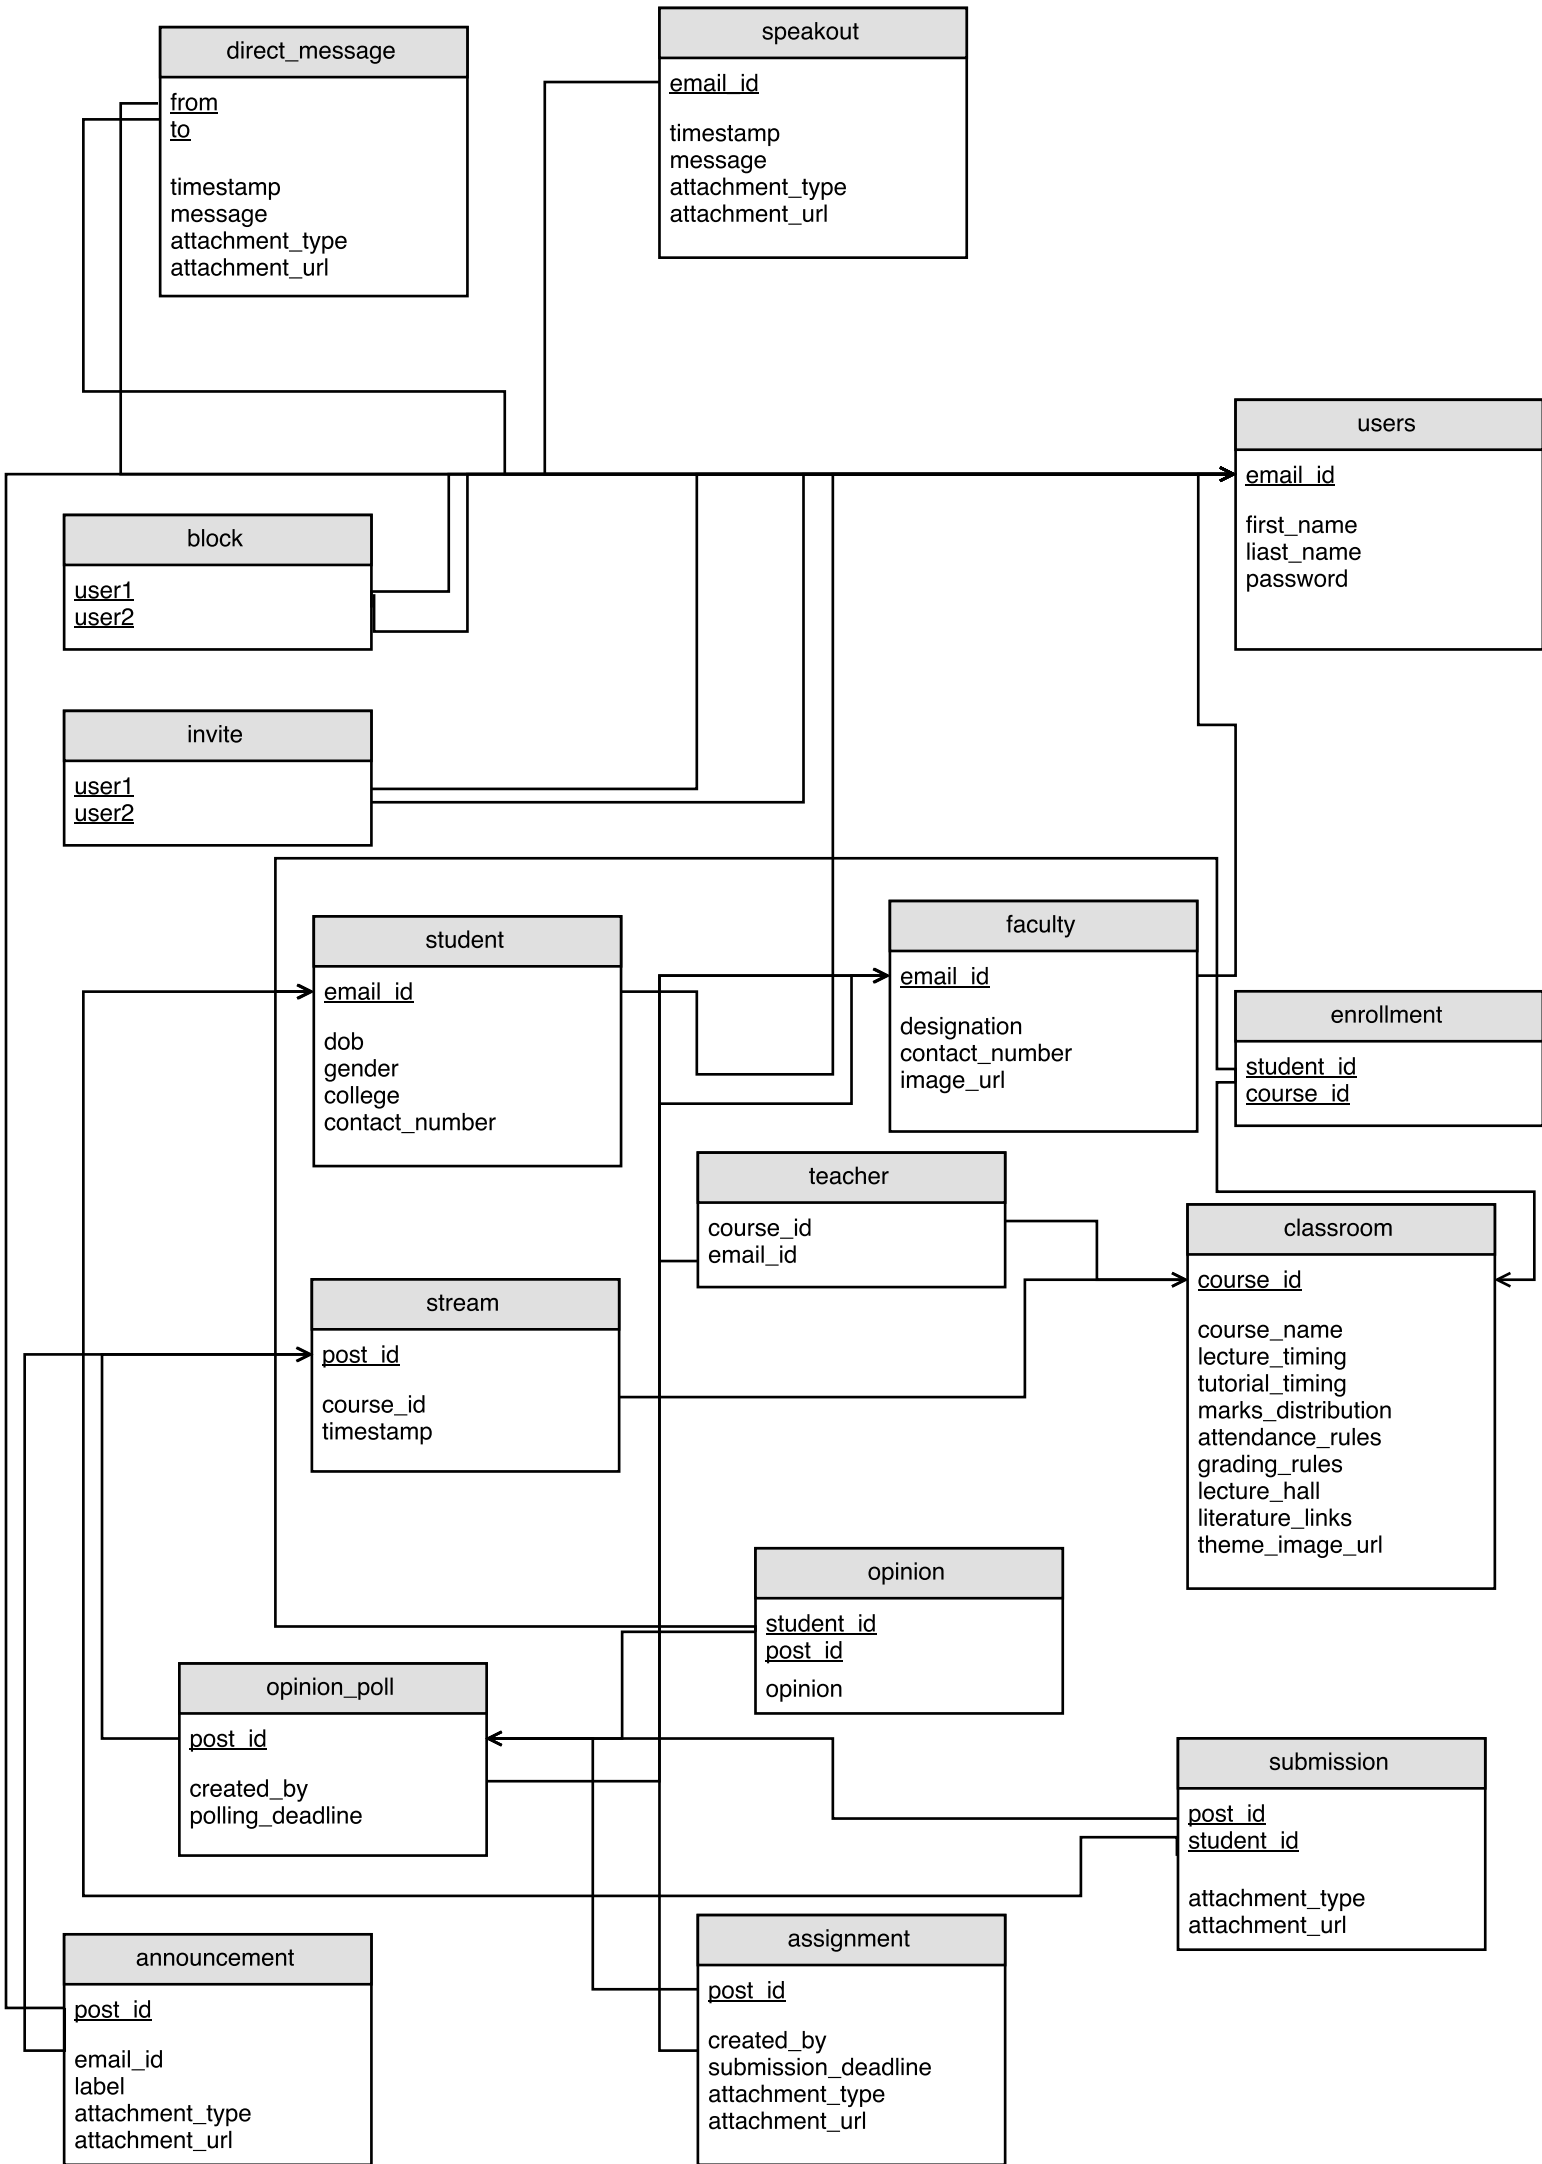 direct_message
from
to
timestamp
message
attachment_type
attachment_url
speakout
email_id
timestamp
message
attachment_type
attachment_url
users
email_id
first_name
liast_name
password
block
user1
user2
invite
user1
user2
student
email_id
dob
gender
college
contact_number
faculty
email_id
designation
contact_number
image_url
enrollment
student_id
course_id
teacher
course_id
email_id
classroom
course_id
course_name
lecture_timing
tutorial_timing
marks_distribution
attendance_rules
grading_rules
lecture_hall
literature_links
theme_image_url
stream
post_id
course_id
timestamp
opinion
student_id
post_id
opinion
opinion_poll
post_id
created_by
polling_deadline
submission
post_id
student_id
attachment_type
attachment_url
announcement
post_id
email_id
label
attachment_type
attachment_url
assignment
post_id
created_by
submission_deadline
attachment_type
attachment_url